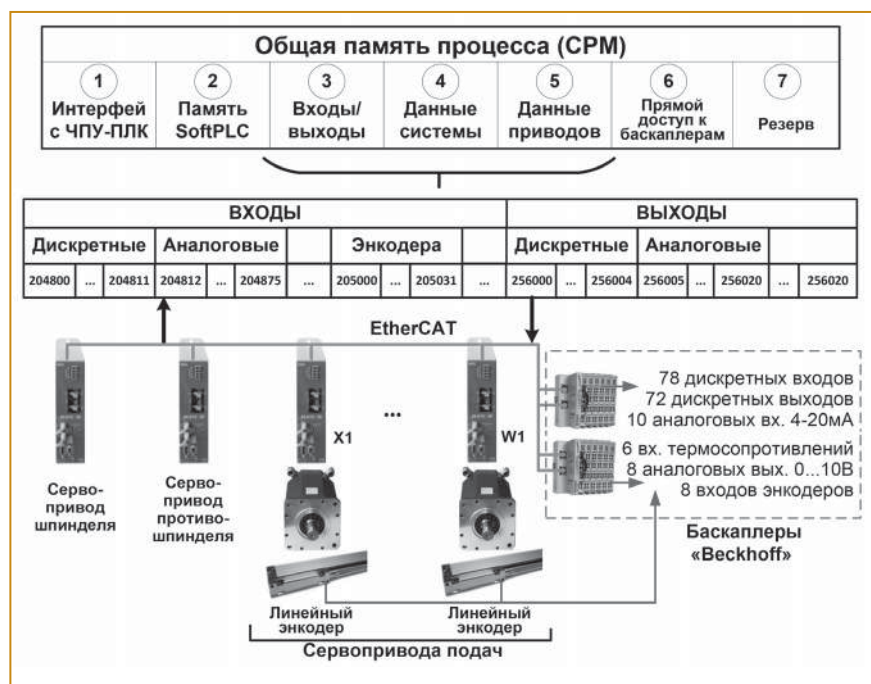 Общая память процесса (CPM)
1 2 3 4 5 6 7
Интерфей с ЧПУ-ПЛК
Память SoftPLC
Входы/ выходы
Данные системы
Данные приводов
Прямой доступ к баскаплерам
Резерв
ВХОДЫ ВЫХОДЫ
Дискретные Аналоговые Энкодера Дискретные Аналоговые
204800 ... 204811 204812 ... 204875 ... 205000 ... 205031 ... 256000 ... 256004 256005 ... 256020 ... 256020
EtherCAT
78 дискретных входов
72 дискретных выходов
10 аналоговых вх. 4-20мА
6 вх. термосопротивлений
8 аналоговых вых. 0...10В
8 входов энкодеров
...
X1
W1
Серво-
привод
шпинделя
Серво-
привод
противо-
шпинделя
Баскаплеры
«Beckhoff»
Линейный
энкодер
Линейный
энкодер
Сервопривода подач